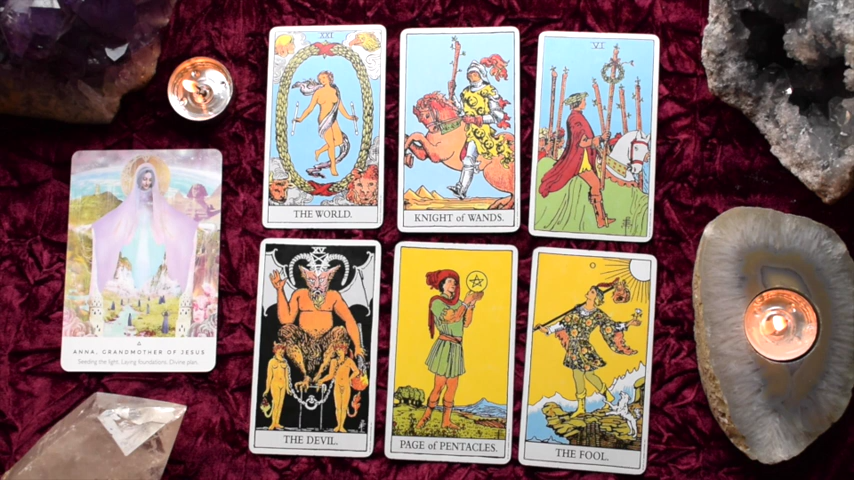 XXI
THE WORLD.
KNIGHT of WANDS.
VI
ANNA, GRANDMOTHER OF JESUS
Seeding the light. Laying foundations. Divine plan.
XV
THE DEVIL.
PAGE of PENTACLES.
THE FOOL.